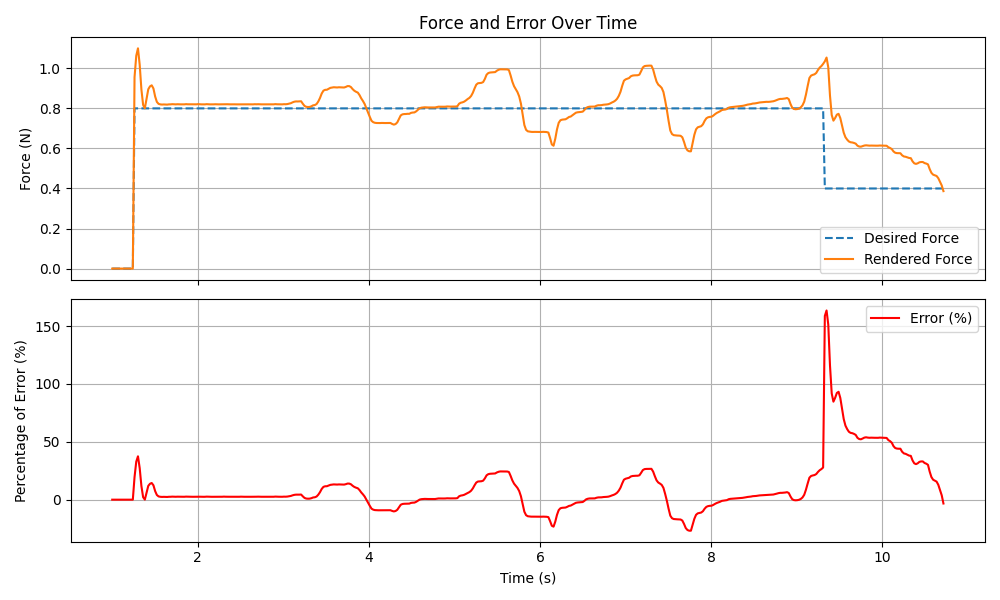 Force and Error Over Time
Force (N)
1.0
0.8
0.6
0.4
0.2
0.0
Desired Force
Rendered Force
Percentage of Error (%)
150
100
50
0
Error (%)
2 4 6 8 10
Time (s)